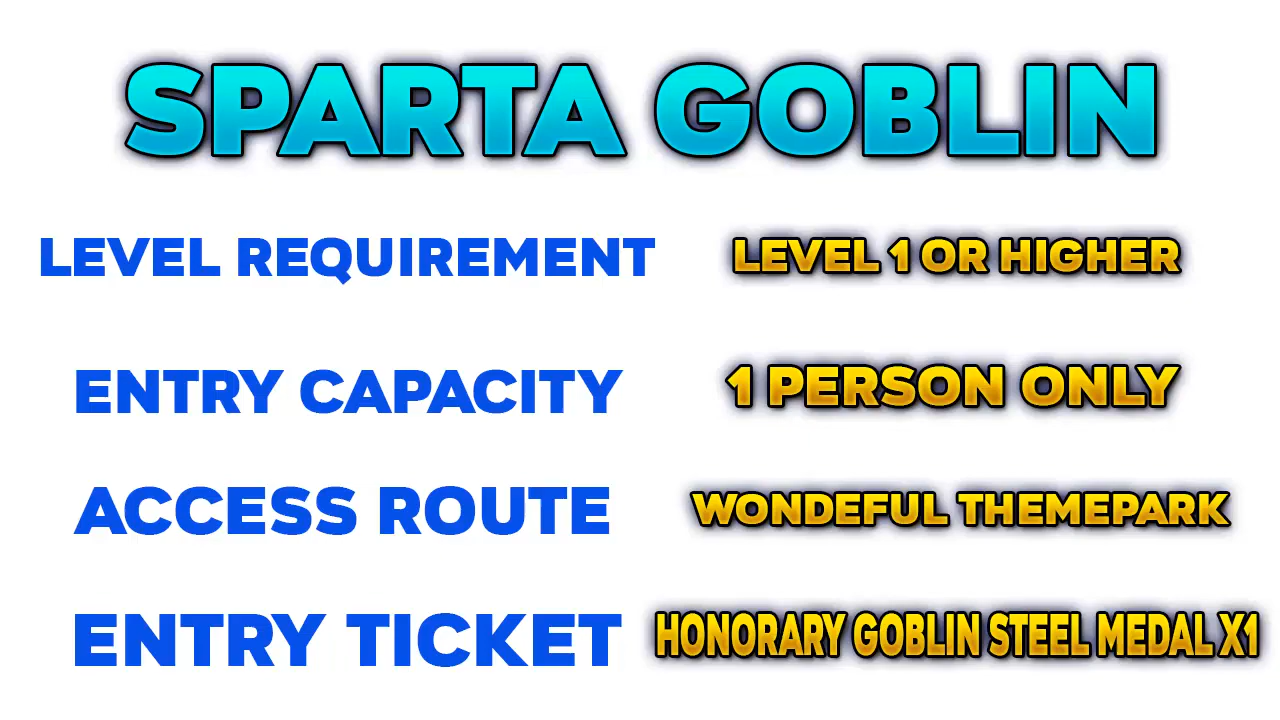 SPARTA GOBLIN
LEVEL REQUIREMENT LEVEL 1 OR HIGHER
ENTRY CAPACITY 1 PERSON ONLY
ACCESS ROUTE WONDEFUL THEMEPARK
ENTRY TICKET HONORARY GOBLIN STEEL MEDAL X1